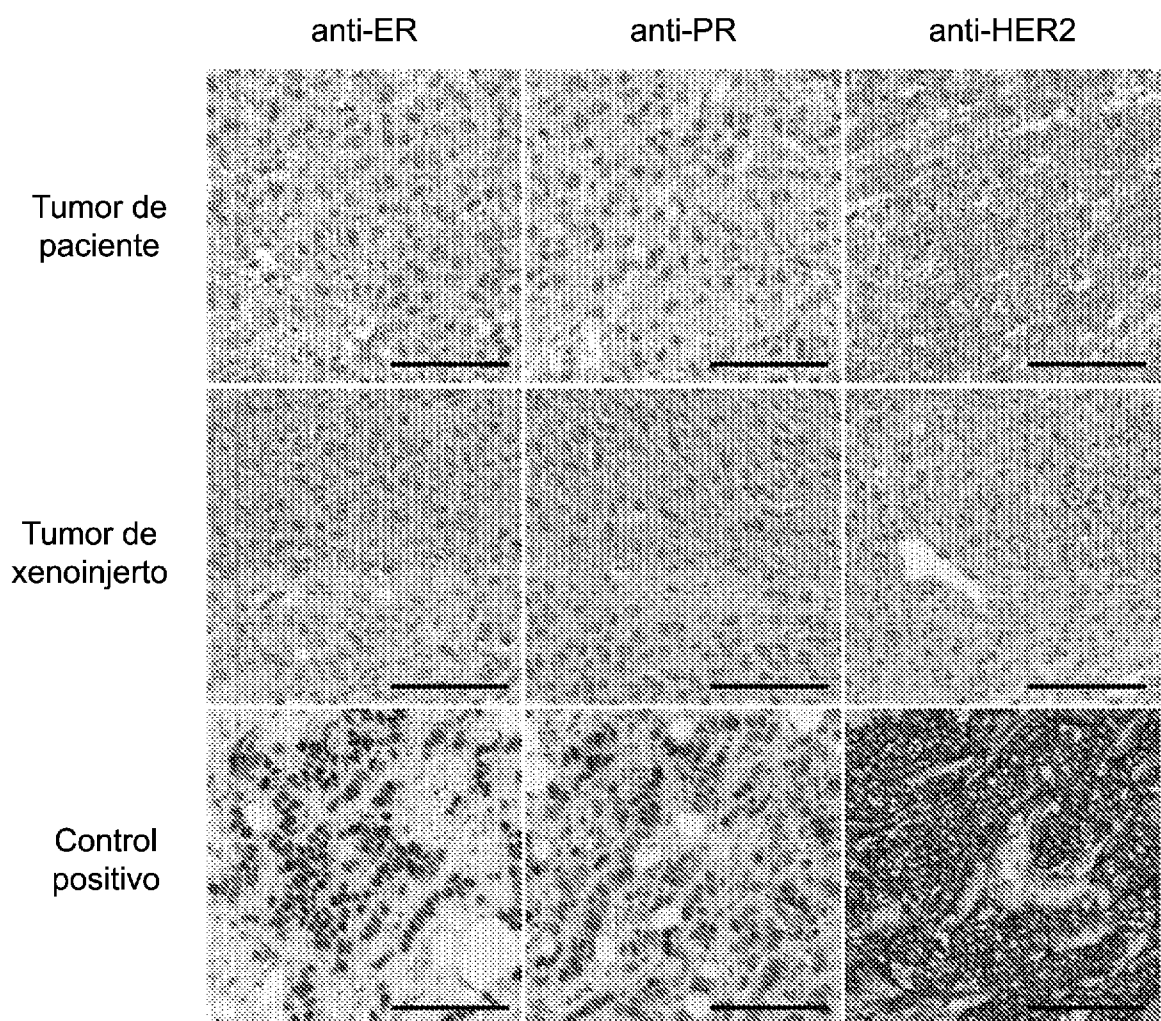 anti-ER
anti-PR
anti-HER2
Tumor de
paciente
Tumor de
xenoinjerto
Control
positivo